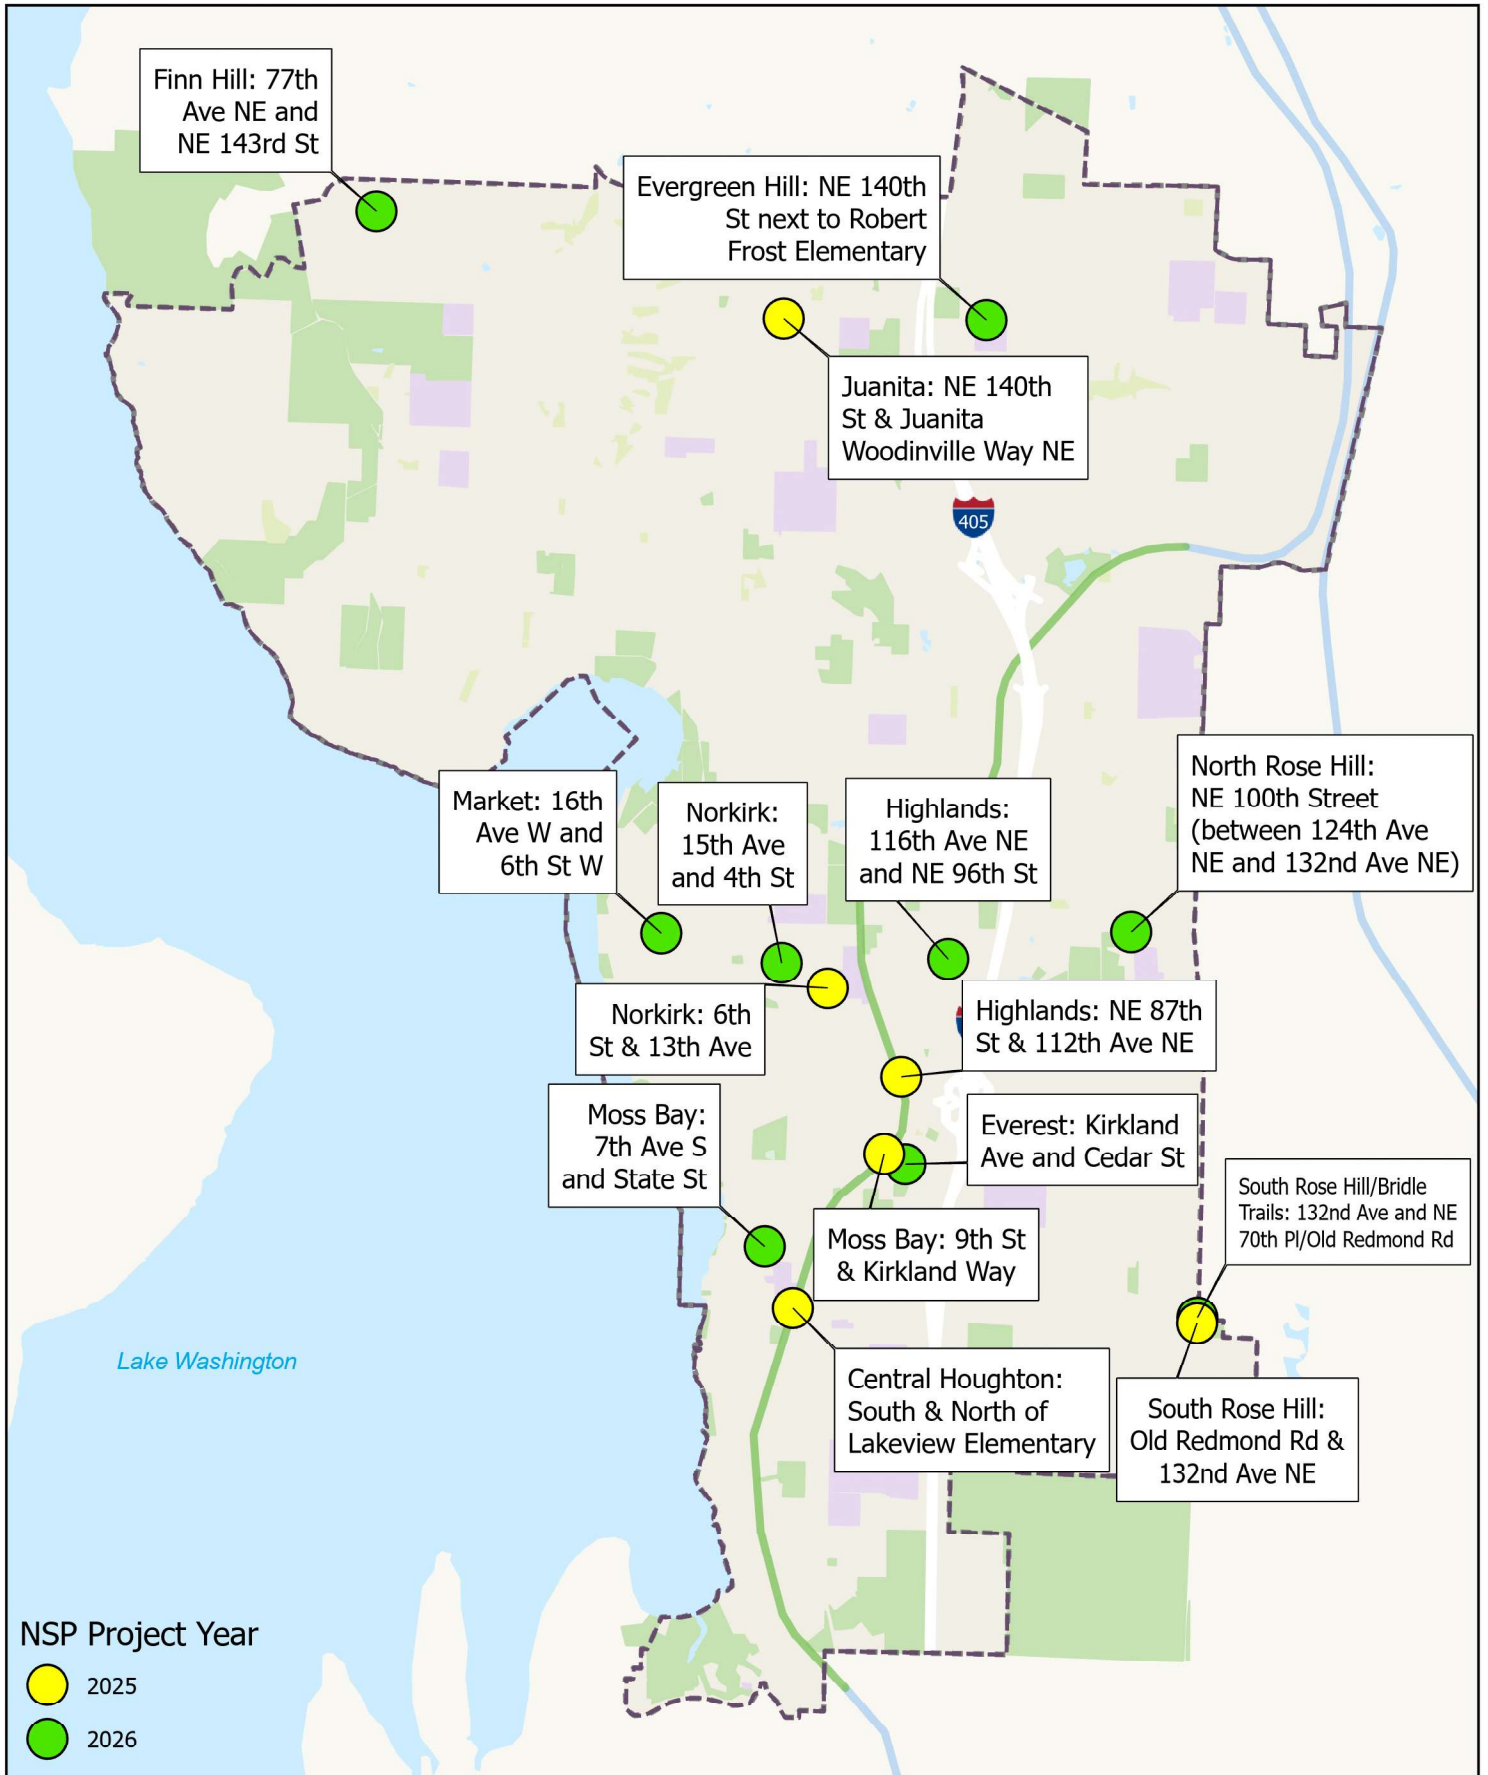 Finn Hill: 77th
Ave NE and
NE 143rd St
Evergreen Hill: NE 140th
St next to Robert
Frost Elementary
Juanita: NE 140th
St & Juanita
Woodinville Way NE
405
North Rose Hill:
NE 100th Street
(between 124th Ave
NE and 132nd Ave NE)
Market: 16th
Ave W and
6th St W
Norkirk:
15th Ave
and 4th St
Highlands:
116th Ave NE
and NE 96th St
Norkirk: 6th
St & 13th Ave
Highlands: NE 87th
St & 112th Ave NE
Moss Bay:
7th Ave S
and State St
Everest: Kirkland
Ave and Cedar St
South Rose Hill/Bridle
Trails: 132nd Ave and NE
70th Pl/Old Redmond Rd
Moss Bay: 9th St
& Kirkland Way
Lake Washington
Central Houghton:
South & North of
Lakeview Elementary
South Rose Hill:
Old Redmond Rd &
132nd Ave NE
NSP Project Year
2025
2026